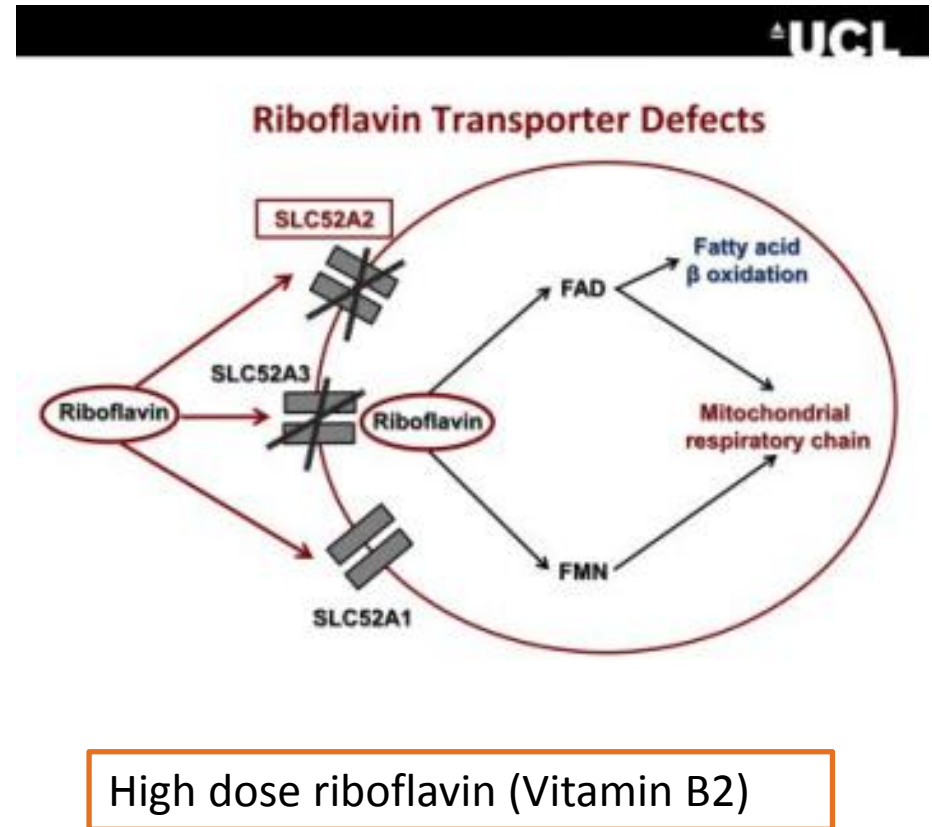 UCL
Riboflavin Transporter Defects
SLC52A2
Fatty acid
β oxidation
FAD
SLC52A3
Riboflavin
Riboflavin
Mitochondrial
respiratory chain
FMN
SLC52A1
High dose riboflavin (Vitamin B2)